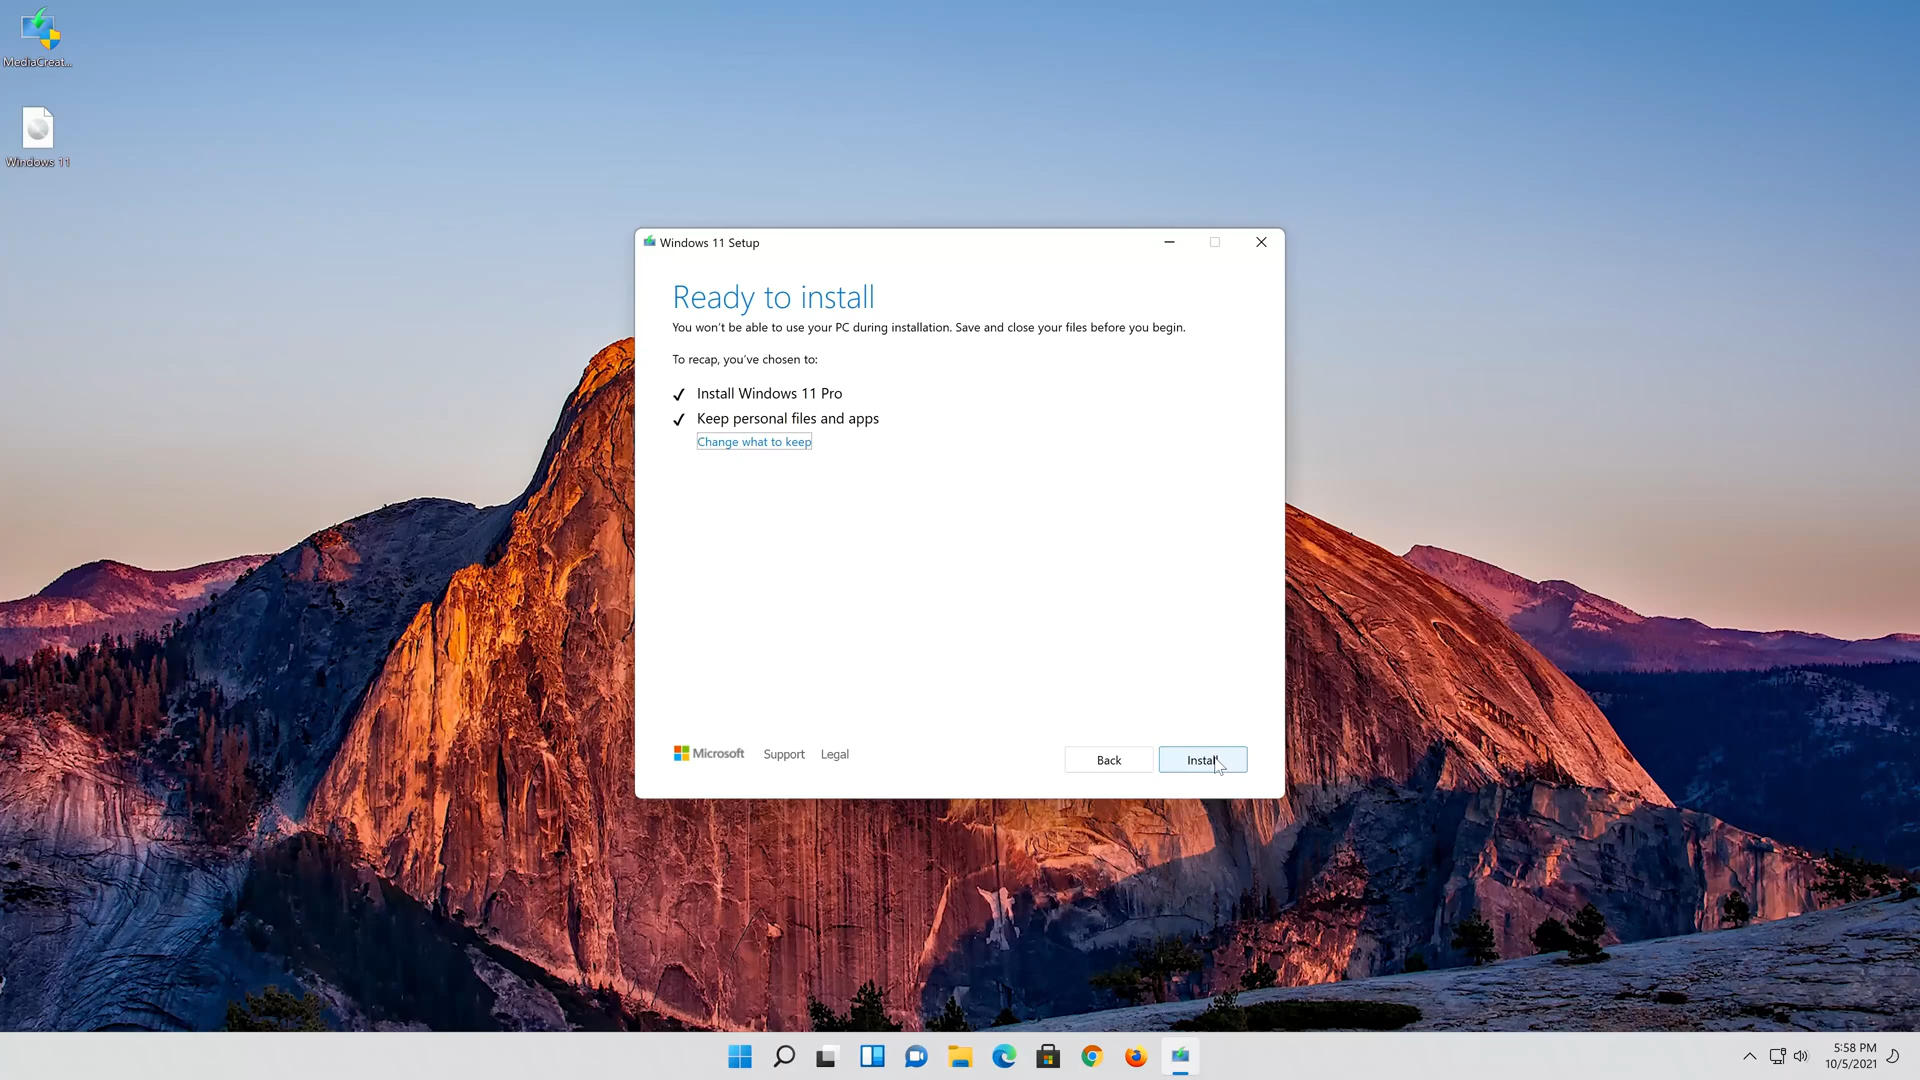 MediaCreat...
Windows 11
Windows 11 Setup
Ready to install
You won't be able to use your PC during installation. Save and close your files before you begin.
To recap, you've chosen to:
Install Windows 11 Pro
Keep personal files and apps
Change what to keep
Microsoft Support Legal
Back Install
5:58 PM
10/5/2021